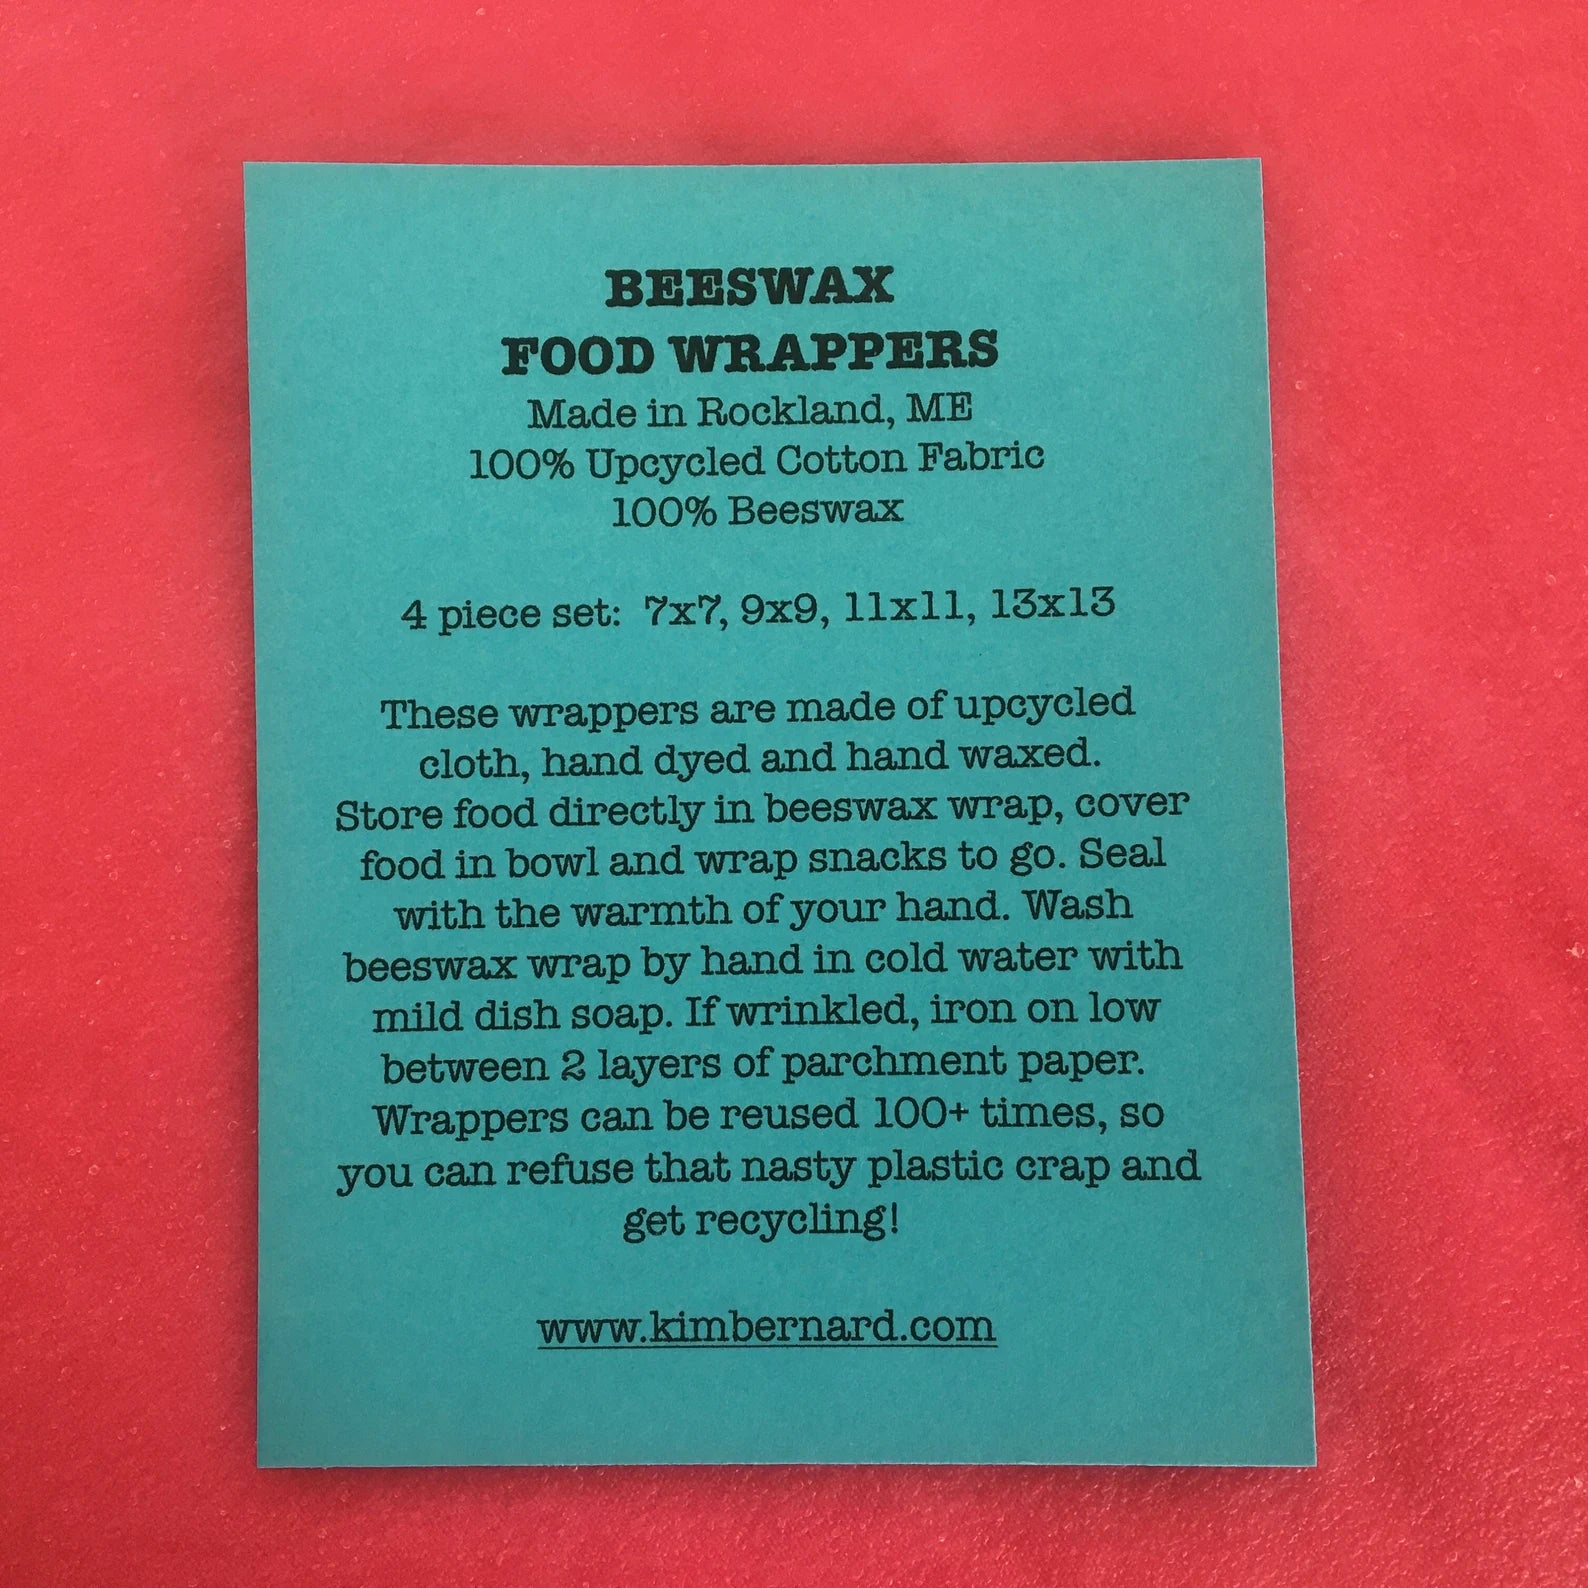 BEESWAX
FOOD WRAPPERS
Made in Rockland, ME
100% Upcycled Cotton Fabric
100% Beeswax
4 piece set:  7x7, 9x9, 11x11, 13x13
These wrappers are made of upcycled
cloth, hand dyed and hand waxed.
Store food directly in beeswax wrap, cover
food in bowl and wrap snacks to go. Seal
with the warmth of your hand. Wash
beeswax wrap by hand in cold water with
mild dish soap. If wrinkled, iron on low
between 2 layers of parchment paper.
Wrappers can be reused 100+ times, so
you can refuse that nasty plastic crap and
get recycling!
www.kimbernard.com